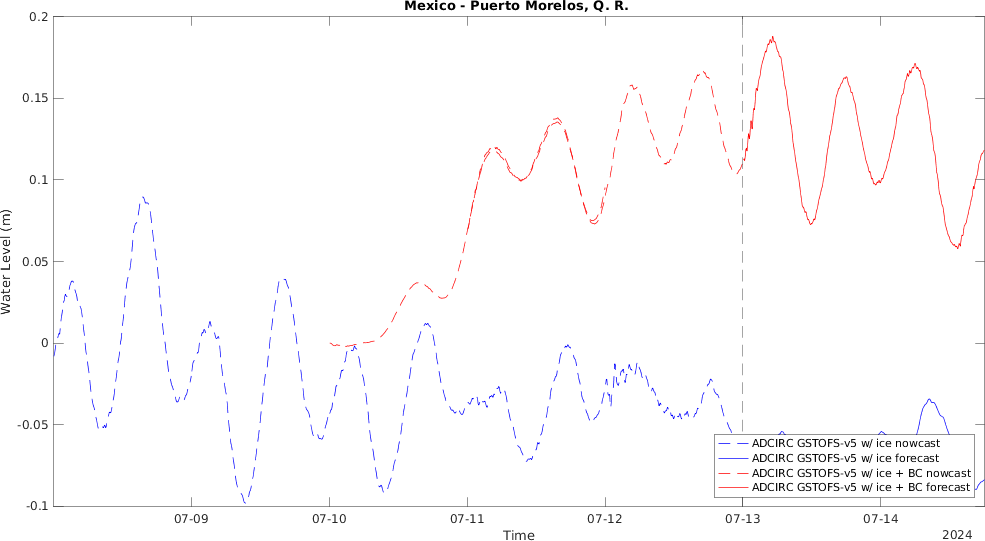 Mexico - Puerto Morelos, Q. R.
0.2
0.15
0.1
0.05
0
-0.05
-0.1
Water Level (m)
ADCIRC GSTOFS-v5 w/ ice nowcast
ADCIRC GSTOFS-v5 w/ ice forecast
ADCIRC GSTOFS-v5 w/ ice + BC nowcast
ADCIRC GSTOFS-v5 w/ ice + BC forecast
07-09 07-10 07-11 07-12 07-13 07-14
Time
2024